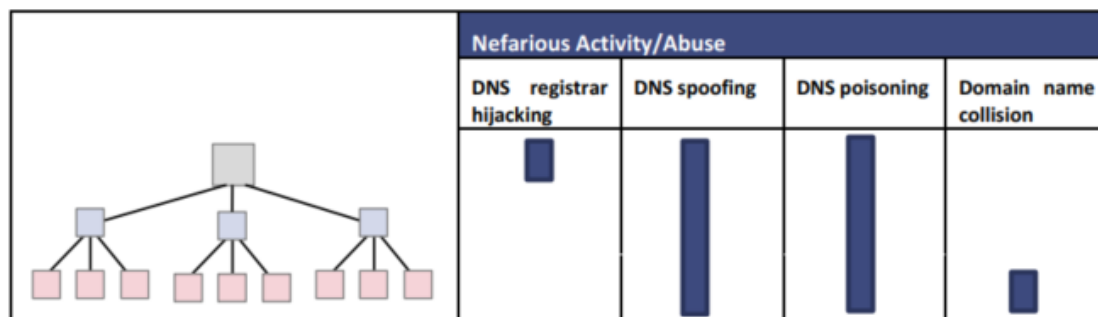 Nefarious Activity/Abuse
DNS registrar hijacking
DNS spoofing
DNS poisoning
Domain name collision